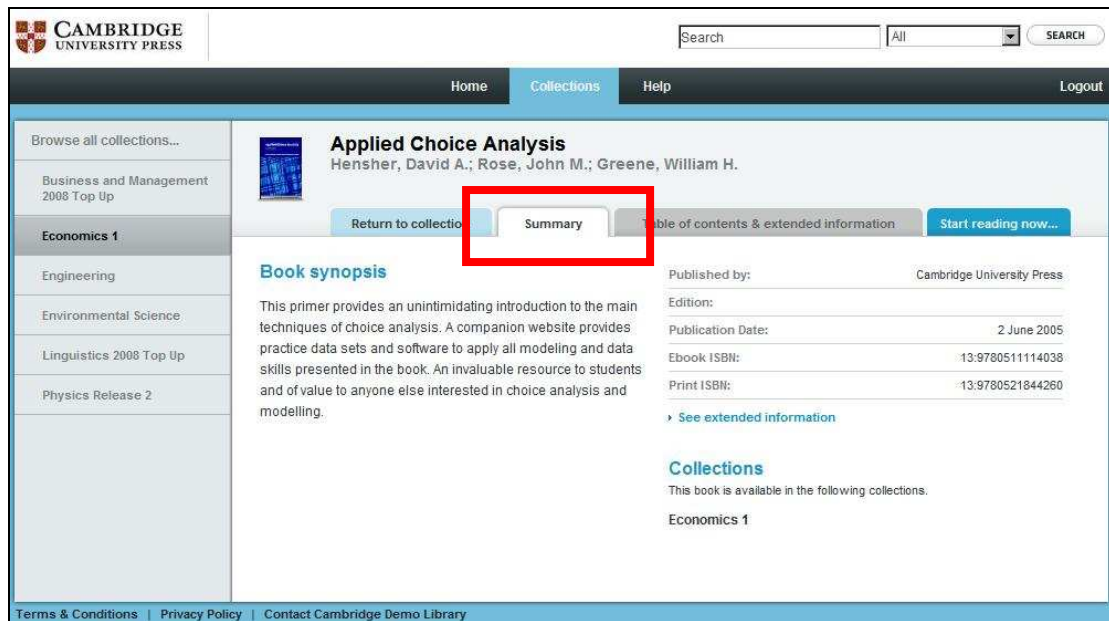 CAMBRIDGE
UNIVERSITY PRESS
Search
All
SEARCH
Home
Collections
Help
Logout
Browse all collections...
Business and Management
2008 Top Up
Economics 1
Engineering
Environmental Science
Linguistics 2008 Top Up
Physics Release 2
Applied Choice Analysis
Hensher, David A.; Rose, John M.; Greene, William H.
Return to collection
Summary
Table of contents & extended information
Start reading now...
Book synopsis
This primer provides an unintimidating introduction to the main
techniques of choice analysis. A companion website provides
practice data sets and software to apply all modeling and data
skills presented in the book. An invaluable resource to students
and of value to anyone else interested in choice analysis and
modelling.
Published by: Cambridge University Press
Edition:
Publication Date: 2 June 2005
Ebook ISBN: 13:9780511114038
Print ISBN: 13:9780521844260
See extended information
Collections
This book is available in the following collections.
Economics 1
Terms & Conditions | Privacy Policy | Contact Cambridge Demo Library